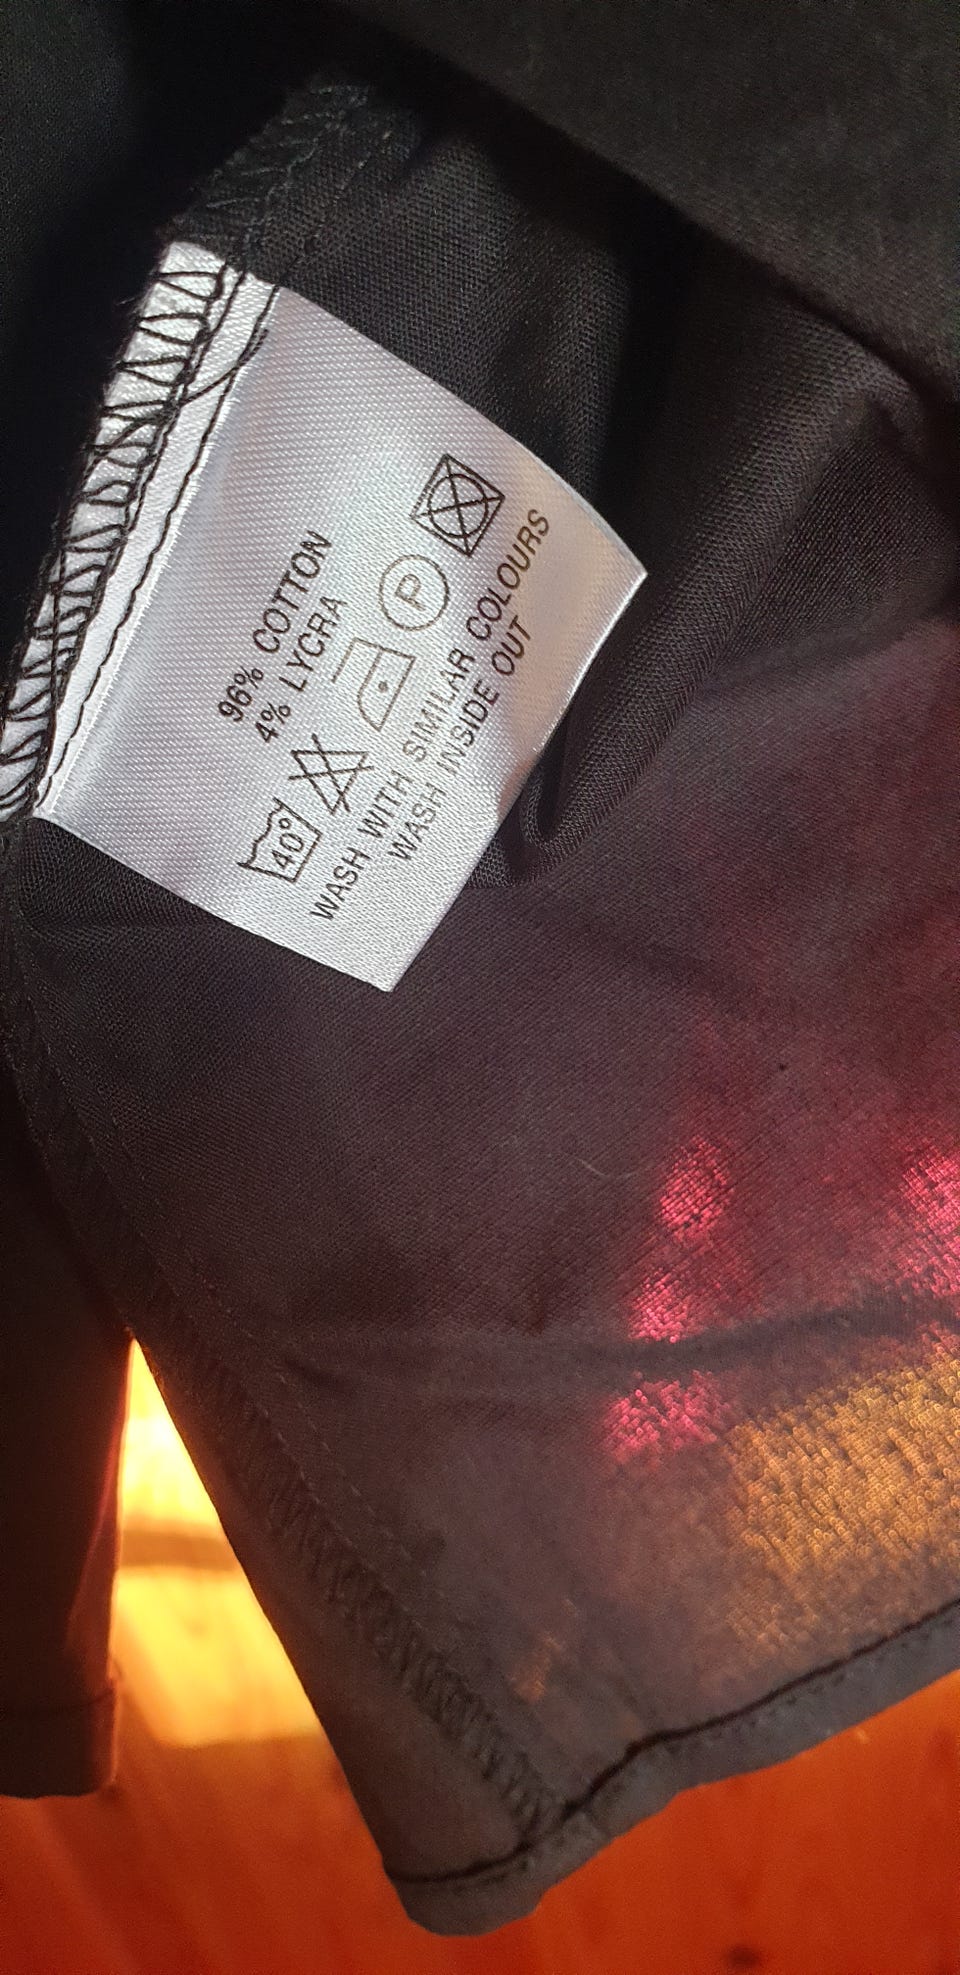 96% COTTON
4% LYCRA
40° P
WASH WITH SIMILAR COLOURS
WASH INSIDE OUT